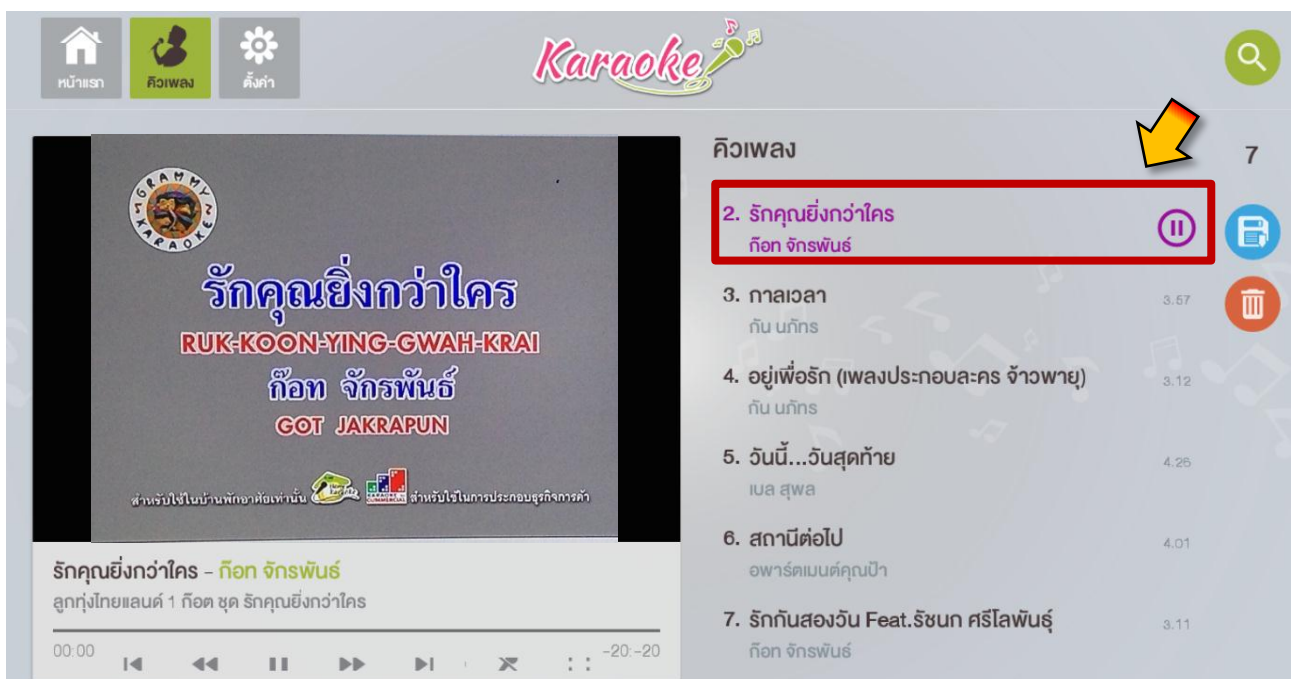 หน้าแรก
คิวเพลง
ตั้งค่า
Karaoke
GRAMMY KARAOKE
รักคุณยิ่งกว่าใคร
RUK-KOON-YING-GWAH-KRAI
ก๊อท จักรพันธ์
GOT JAKRAPUN
สำหรับใช้ในบ้านพักอาศัยเท่านั้น
สำหรับใช้ในการประกอบธุรกิจการค้า
รักคุณยิ่งกว่าใคร - ก๊อท จักรพันธ์
ลูกทุ่งไทยแลนด์ 1 ก๊อต ชุด รักคุณยิ่งกว่าใคร
00:00
-20:-20
คิวเพลง 7
2. รักคุณยิ่งกว่าใคร
ก๊อท จักรพันธ์
3. กาลเวลา 3.57
กัน นภัทร
4. อยู่เพื่อรัก (เพลงประกอบละคร จ้าวพายุ) 3.12
กัน นภัทร
5. วันนี้...วันสุดท้าย 4.26
เบล สุพล
6. สถานีต่อไป 4.01
อพาร์ตเมนต์คุณป้า
7. รักกันสองวัน Feat.รัชนก ศรีโลพันธุ์ 3.11
ก๊อท จักรพันธ์